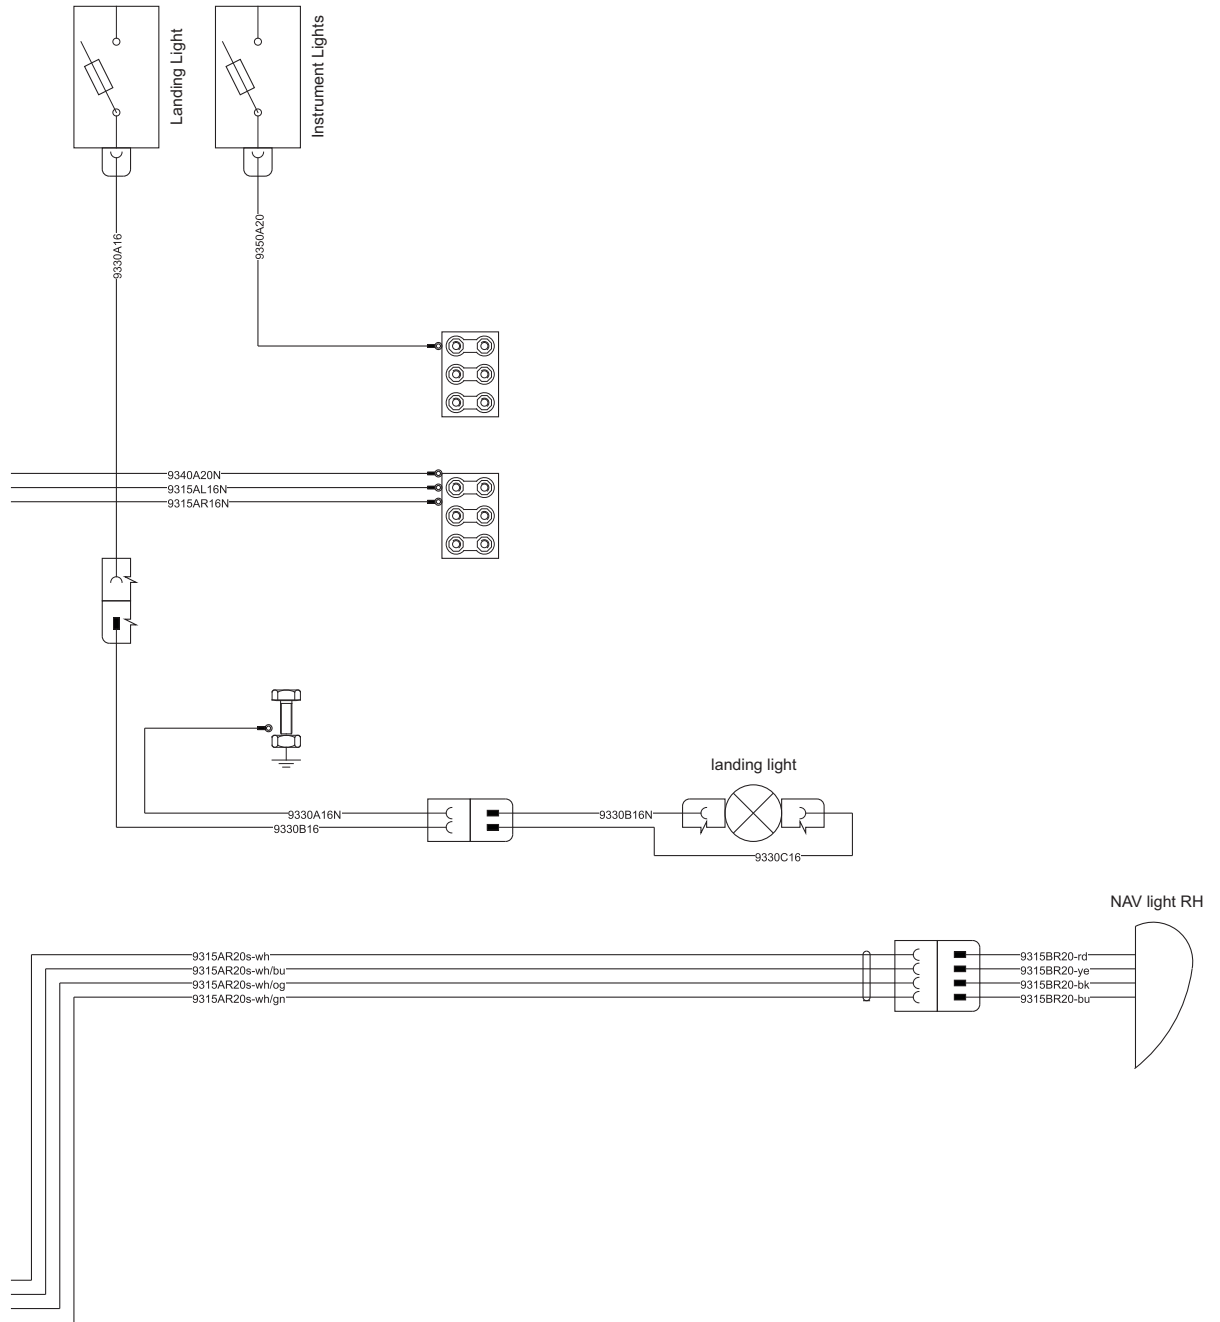 Landing Light
Instrument Lights
9330A16
9350A20
9340A20N
9315AL16N
9315AR16N
landing light
9330A16N
9330B16N
9330B16
9330C16
NAV light RH
9315AR20s-wh
9315BR20-rd
9315AR20s-wh/bu
9315BR20-ye
9315AR20s-wh/og
9315BR20-bk
9315AR20s-wh/gn
9315BR20-bu